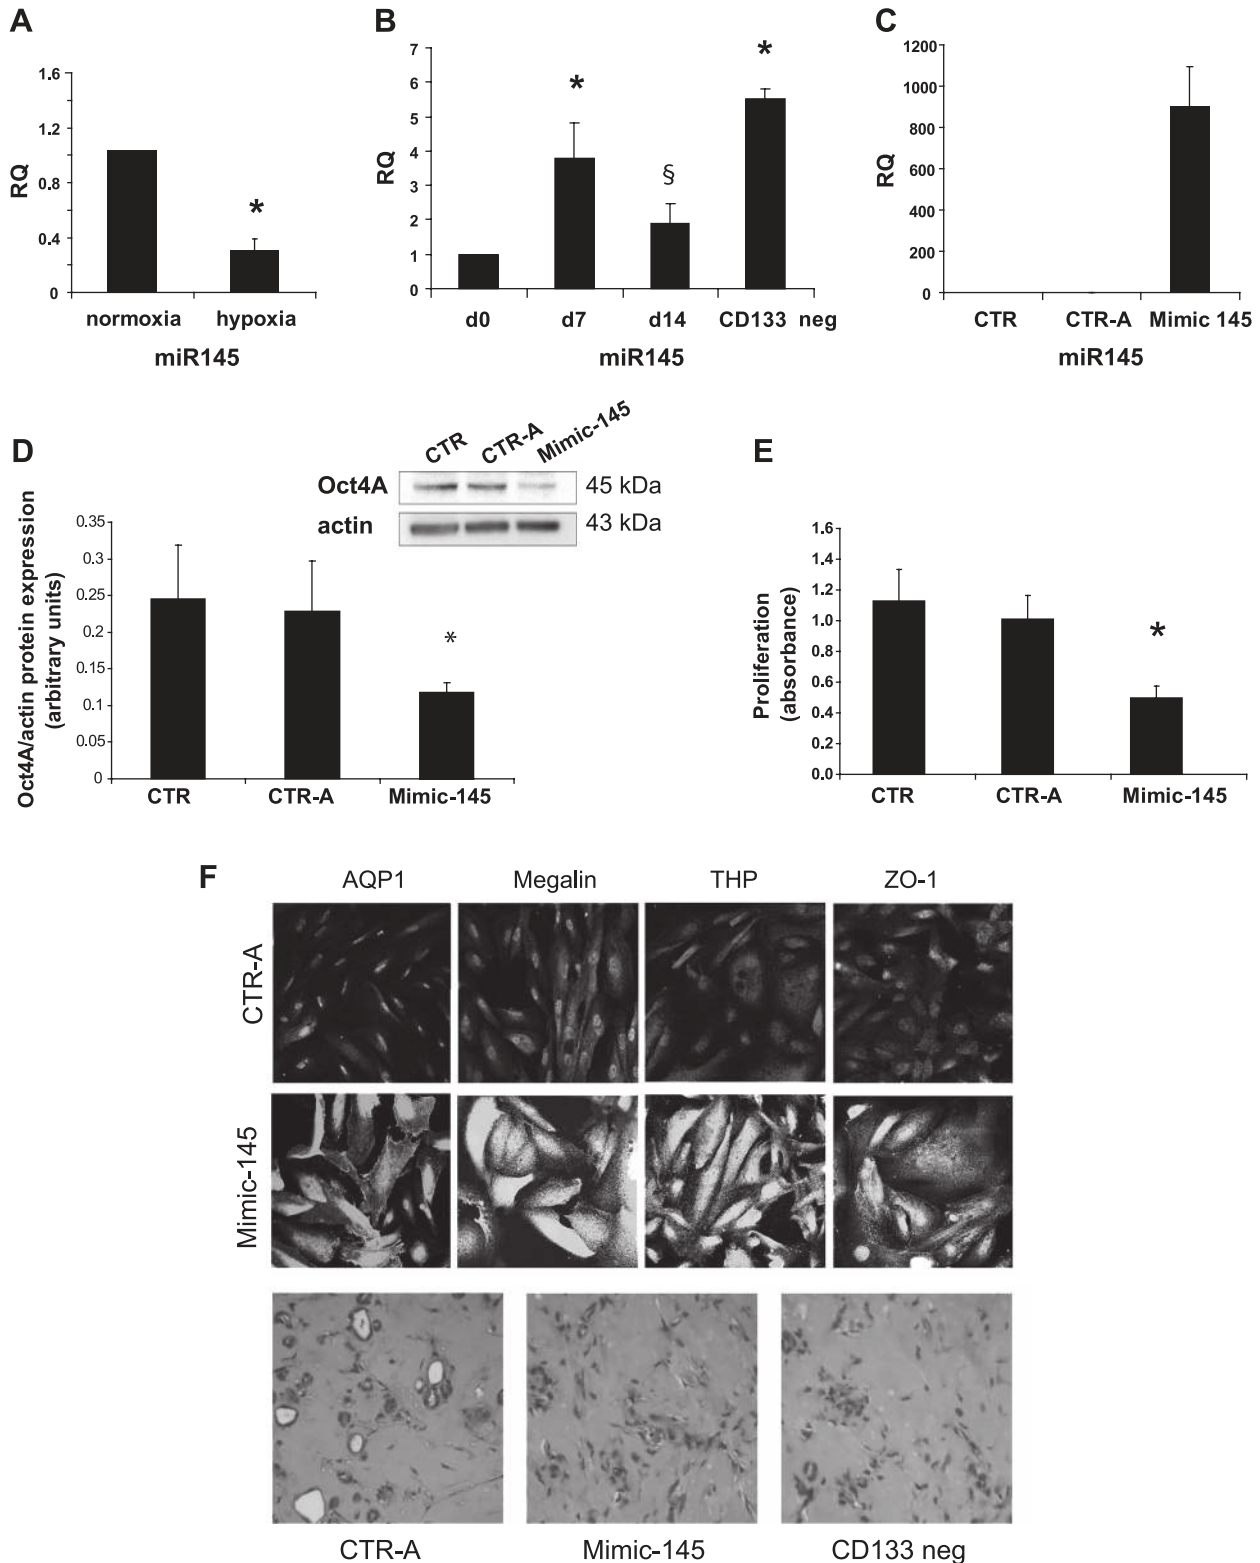 A
1.6
1.2
0.8
0.4
0
RQ
*
normoxia hypoxia
miR145
B
7
6
5
4
3
2
1
0
RQ
*
§
*
d0 d7 d14 CD133 neg
miR145
C
1200
1000
800
600
400
200
0
RQ
CTR CTR-A Mimic 145
miR145
D
CTR CTR-A Mimic-145
Oct4A 45 kDa
actin 43 kDa
0.35
0.3
0.25
0.2
0.15
0.1
0.05
0
Oct4A/actin protein expression
(arbitrary units)
*
CTR CTR-A Mimic-145
E
1.6
1.4
1.2
1.0
0.8
0.6
0.4
0.2
0.0
Proliferation
(absorbance)
*
CTR CTR-A Mimic-145
F
AQP1 Megalin THP ZO-1
CTR-A
Mimic-145
CTR-A Mimic-145 CD133 neg